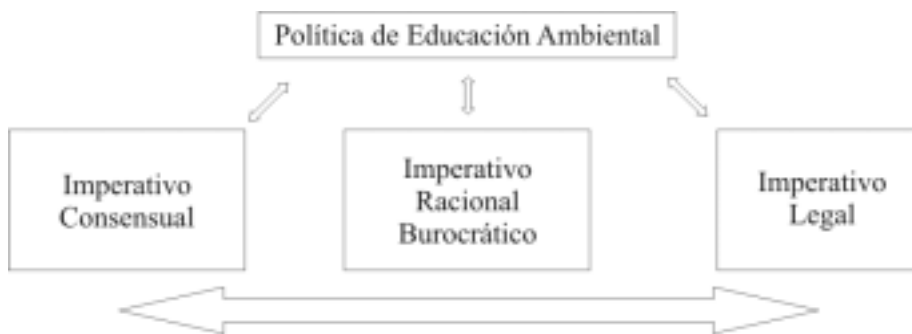 Política de Educación Ambiental
Imperativo
Consensual
Imperativo
Racional
Burocrático
Imperativo
Legal